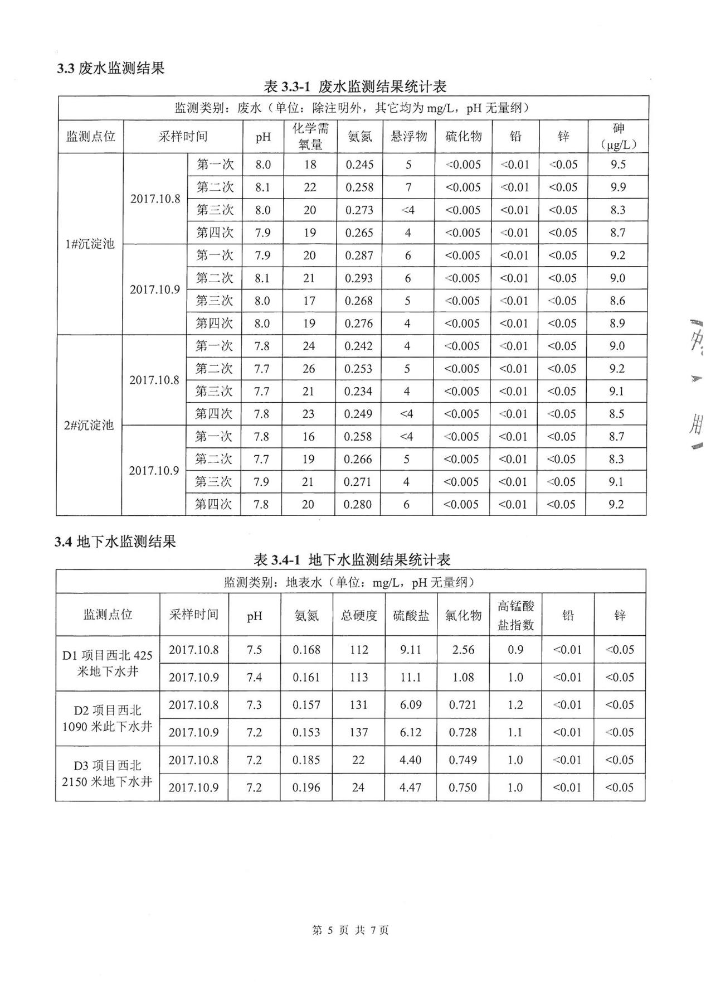 3.3 废水监测结果
表 3.3-1 废水监测结果统计表
监测类别：废水（单位：除注明外，其它均为 mg/L，pH 无量纲）
监测点位 采样时间 pH 化学需氧量 氨氮 悬浮物 硫化物 铅 锌 砷（μg/L）
1#沉淀池 2017.10.8 第一次 8.0 18 0.245 5 <0.005 <0.01 <0.05 9.5
第二次 8.1 22 0.258 7 <0.005 <0.01 <0.05 9.9
第三次 8.0 20 0.273 <4 <0.005 <0.01 <0.05 8.3
第四次 7.9 19 0.265 4 <0.005 <0.01 <0.05 8.7
2017.10.9 第一次 7.9 20 0.287 6 <0.005 <0.01 <0.05 9.2
第二次 8.1 21 0.293 6 <0.005 <0.01 <0.05 9.0
第三次 8.0 17 0.268 5 <0.005 <0.01 <0.05 8.6
第四次 8.0 19 0.276 4 <0.005 <0.01 <0.05 8.9
2#沉淀池 2017.10.8 第一次 7.8 24 0.242 4 <0.005 <0.01 <0.05 9.0
第二次 7.7 26 0.253 5 <0.005 <0.01 <0.05 9.2
第三次 7.7 21 0.234 4 <0.005 <0.01 <0.05 9.1
第四次 7.8 23 0.249 <4 <0.005 <0.01 <0.05 8.5
2017.10.9 第一次 7.8 16 0.258 <4 <0.005 <0.01 <0.05 8.7
第二次 7.7 19 0.266 5 <0.005 <0.01 <0.05 8.3
第三次 7.9 21 0.271 4 <0.005 <0.01 <0.05 9.1
第四次 7.8 20 0.280 6 <0.005 <0.01 <0.05 9.2
3.4 地下水监测结果
表 3.4-1 地下水监测结果统计表
监测类别：地表水（单位：mg/L，pH 无量纲）
监测点位 采样时间 pH 氨氮 总硬度 硫酸盐 氯化物 高锰酸盐指数 铅 锌
D1 项目西北 425 米地下水井 2017.10.8 7.5 0.168 112 9.11 2.56 0.9 <0.01 <0.05
2017.10.9 7.4 0.161 113 11.1 1.08 1.0 <0.01 <0.05
D2 项目西北 1090 米此下水井 2017.10.8 7.3 0.157 131 6.09 0.721 1.2 <0.01 <0.05
2017.10.9 7.2 0.153 137 6.12 0.728 1.1 <0.01 <0.05
D3 项目西北 2150 米地下水井 2017.10.8 7.2 0.185 22 4.40 0.749 1.0 <0.01 <0.05
2017.10.9 7.2 0.196 24 4.47 0.750 1.0 <0.01 <0.05
第 5 页 共 7 页
用